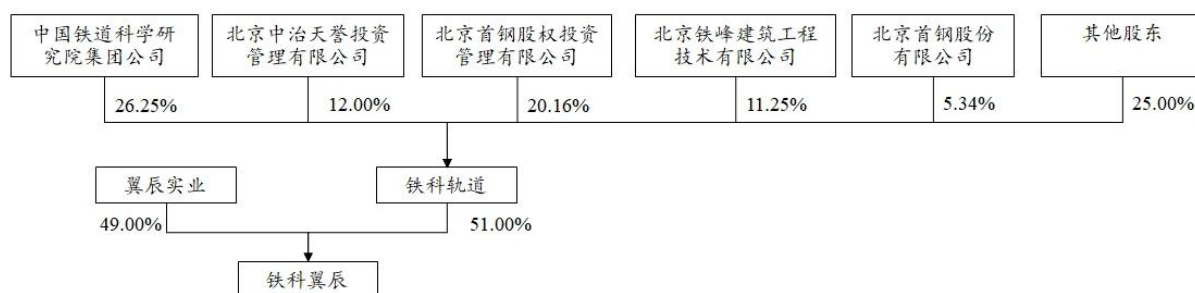 中国铁道科学研
究院集团公司
北京中治天誉投资
管理有限公司
北京首钢股权投资
管理有限公司
北京铁峰建筑工程
技术有限公司
北京首钢股份
有限公司
其他股东
26.25%
12.00%
20.16%
11.25%
5.34%
25.00%
翼辰实业
铁科轨道
49.00%
51.00%
铁科翼辰